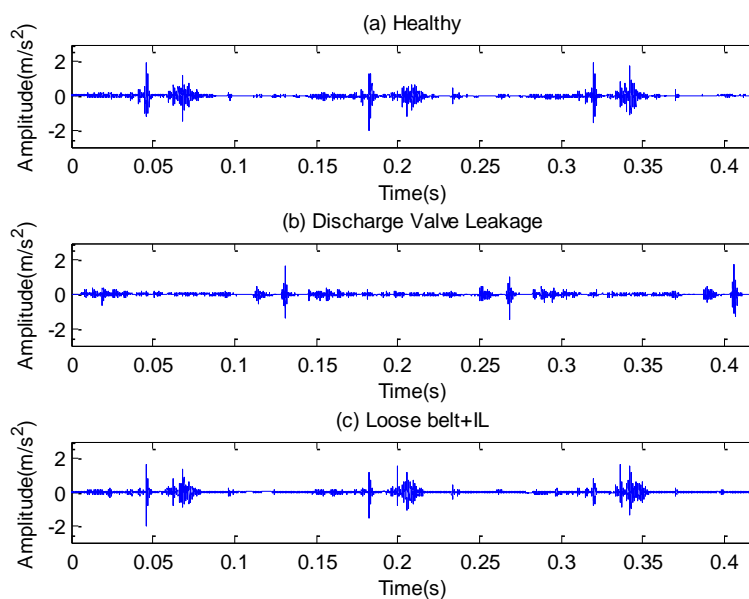 (a) Healthy
Amplitude(m/s²)
2
0
-2
0 0.05 0.1 0.15 0.2 0.25 0.3 0.35 0.4
Time(s)
(b) Discharge Valve Leakage
Amplitude(m/s²)
2
0
-2
0 0.05 0.1 0.15 0.2 0.25 0.3 0.35 0.4
Time(s)
(c) Loose belt+IL
Amplitude(m/s²)
2
0
-2
0 0.05 0.1 0.15 0.2 0.25 0.3 0.35 0.4
Time(s)